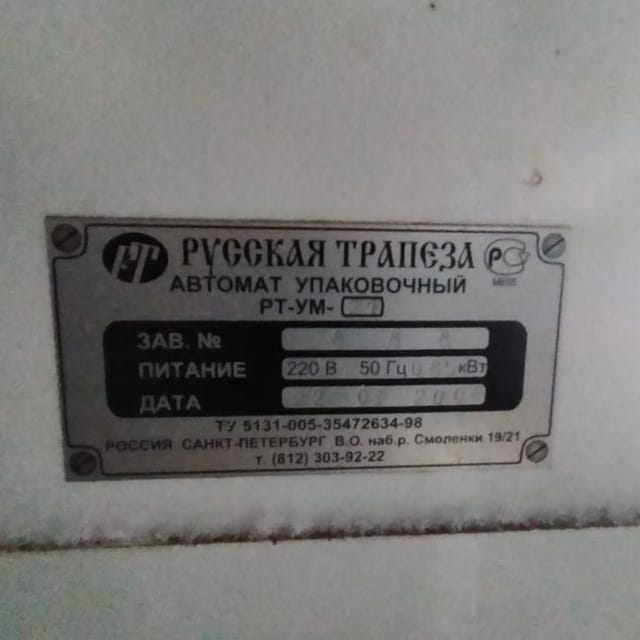 РТ РУССКАЯ ТРАПЕЗА РС
АВТОМАТ УПАКОВОЧНЫЙ
РТ-УМ-
ЗАВ. №
ПИТАНИЕ 220 В 50 Гц кВт
ДАТА
ТУ 5131-005-35472634-98
РОССИЯ САНКТ-ПЕТЕРБУРГ В.О. наб.р. Смоленки 19/21
т. (812) 303-92-22